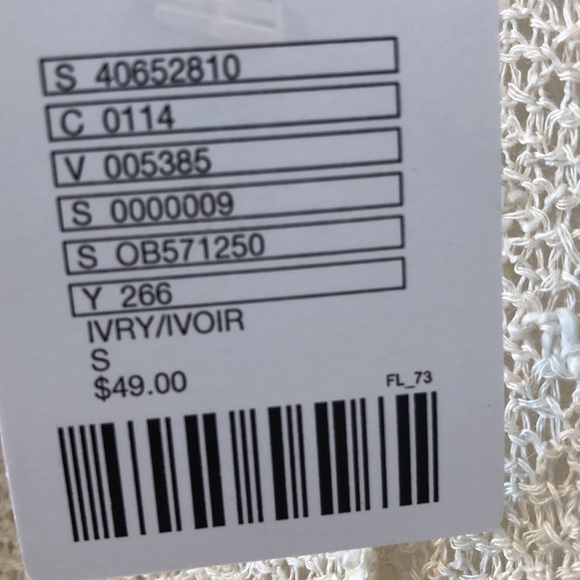 S 40652810
C 0114
V 005385
S 0000009
S OB571250
Y 266
IVRY/IVOIR
S
$49.00
FL_73